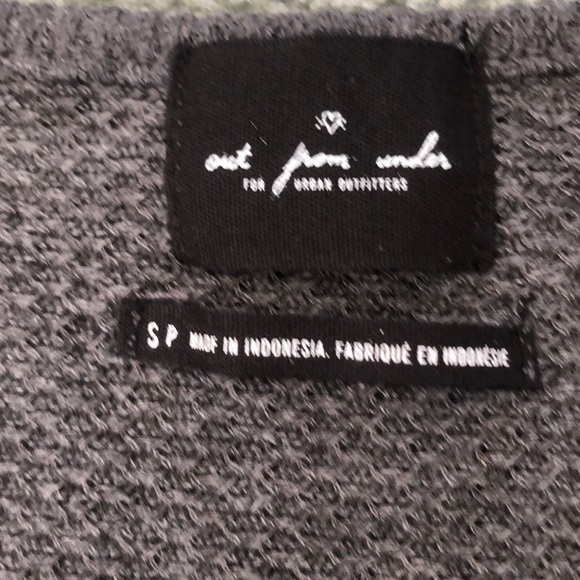 out from under
FOR URBAN OUTFITTERS
S P MADE IN INDONESIA. FABRIQUÉ EN INDONÉSIE